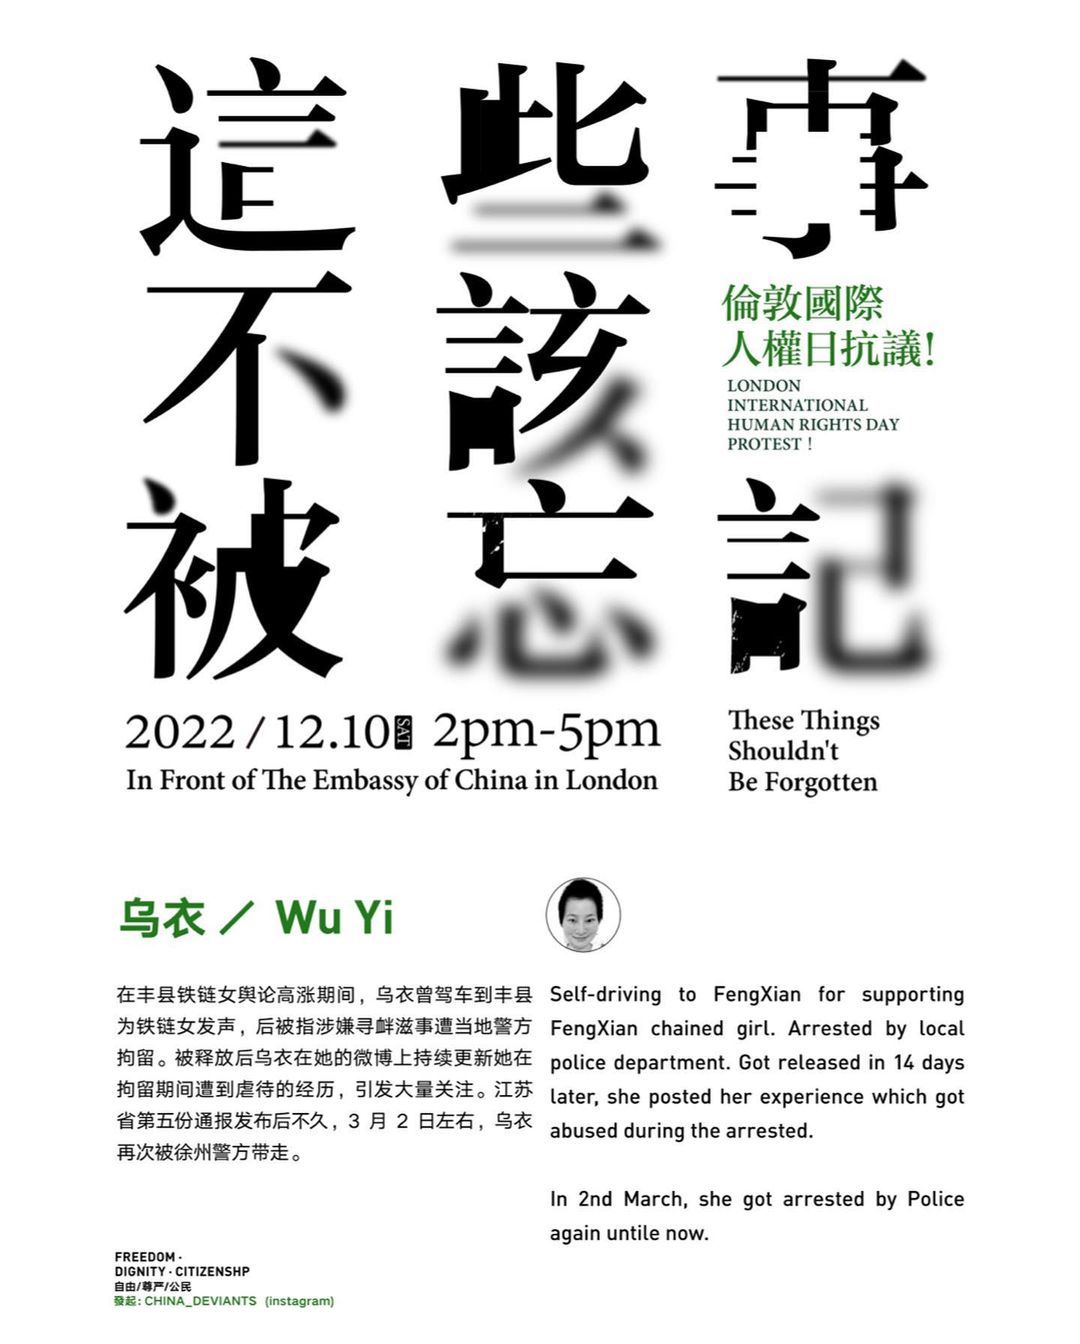 這些事
不該
倫敦國際
人權日抗議!
LONDON
INTERNATIONAL
HUMAN RIGHTS DAY
PROTEST !
被忘記
2022 / 12.10 SAT 2pm-5pm
In Front of The Embassy of China in London
These Things
Shouldn't
Be Forgotten
乌衣 / Wu Yi
在丰县铁链女舆论高涨期间，乌衣曾驾车到丰县
为铁链女发声，后被指涉嫌寻衅滋事遭当地警方
拘留。被释放后乌衣在她的微博上持续更新她在
拘留期间遭到虐待的经历，引发大量关注。江苏
省第五份通报发布后不久，3 月 2 日左右，乌衣
再次被徐州警方带走。
Self-driving to FengXian for supporting
FengXian chained girl. Arrested by local
police department. Got released in 14 days
later, she posted her experience which got
abused during the arrested.
In 2nd March, she got arrested by Police
again untile now.
FREEDOM ·
DIGNITY · CITIZENSHP
自由/尊严/公民
發起: CHINA_DEVIANTS (instagram)